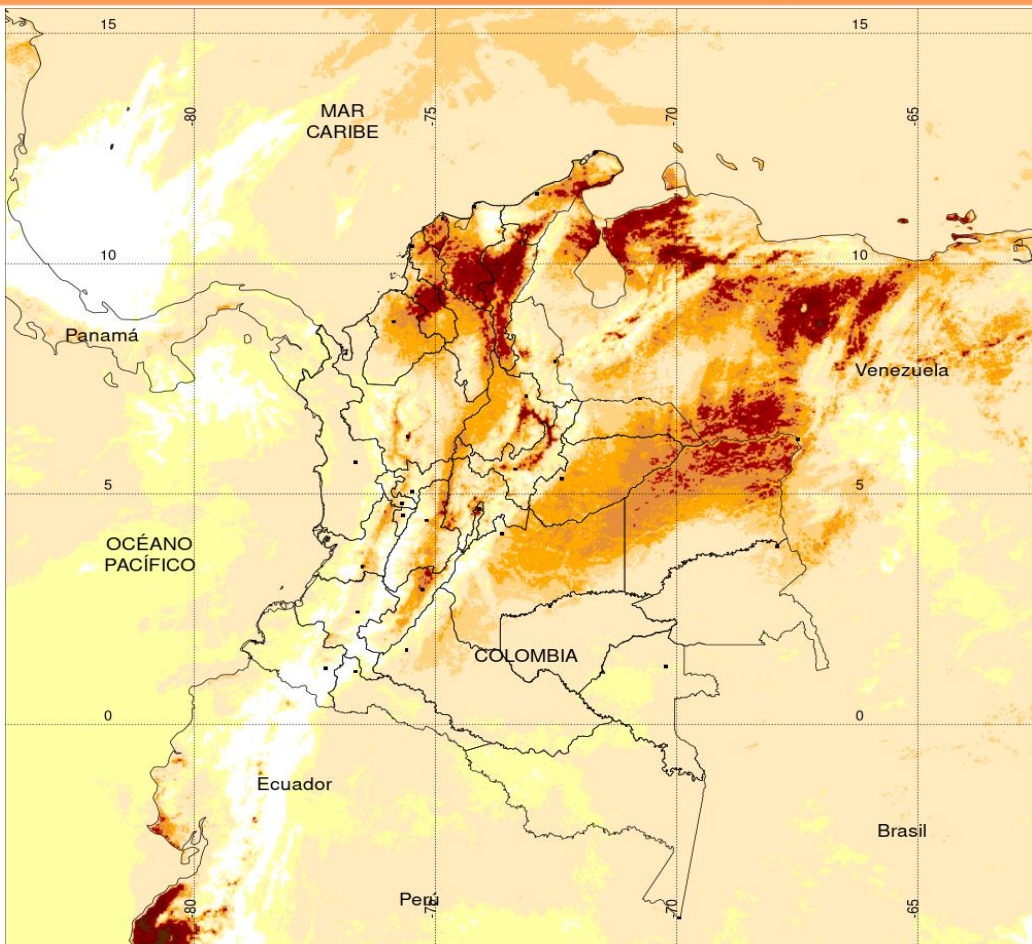 15
15
-80
-75
-70
-65
MAR
CARIBE
10
10
Panamá
Venezuela
5
5
OCÉANO
PACÍFICO
COLOMBIA
0
0
Ecuador
Brasil
Perú
-80
-75
-70
-65